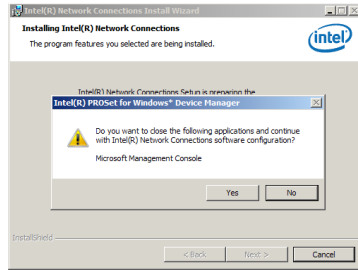 Intel(R) Network Connections Install Wizard
Installing Intel(R) Network Connections
The program features you selected are being installed.
intel
Intel(R) Network Connections Setup is preparing the
Intel(R) PROSet for Windows* Device Manager
Do you want to close the following applications and continue
with Intel(R) Network Connections software configuration?
Microsoft Management Console
Yes No
InstallShield
< Back Next > Cancel